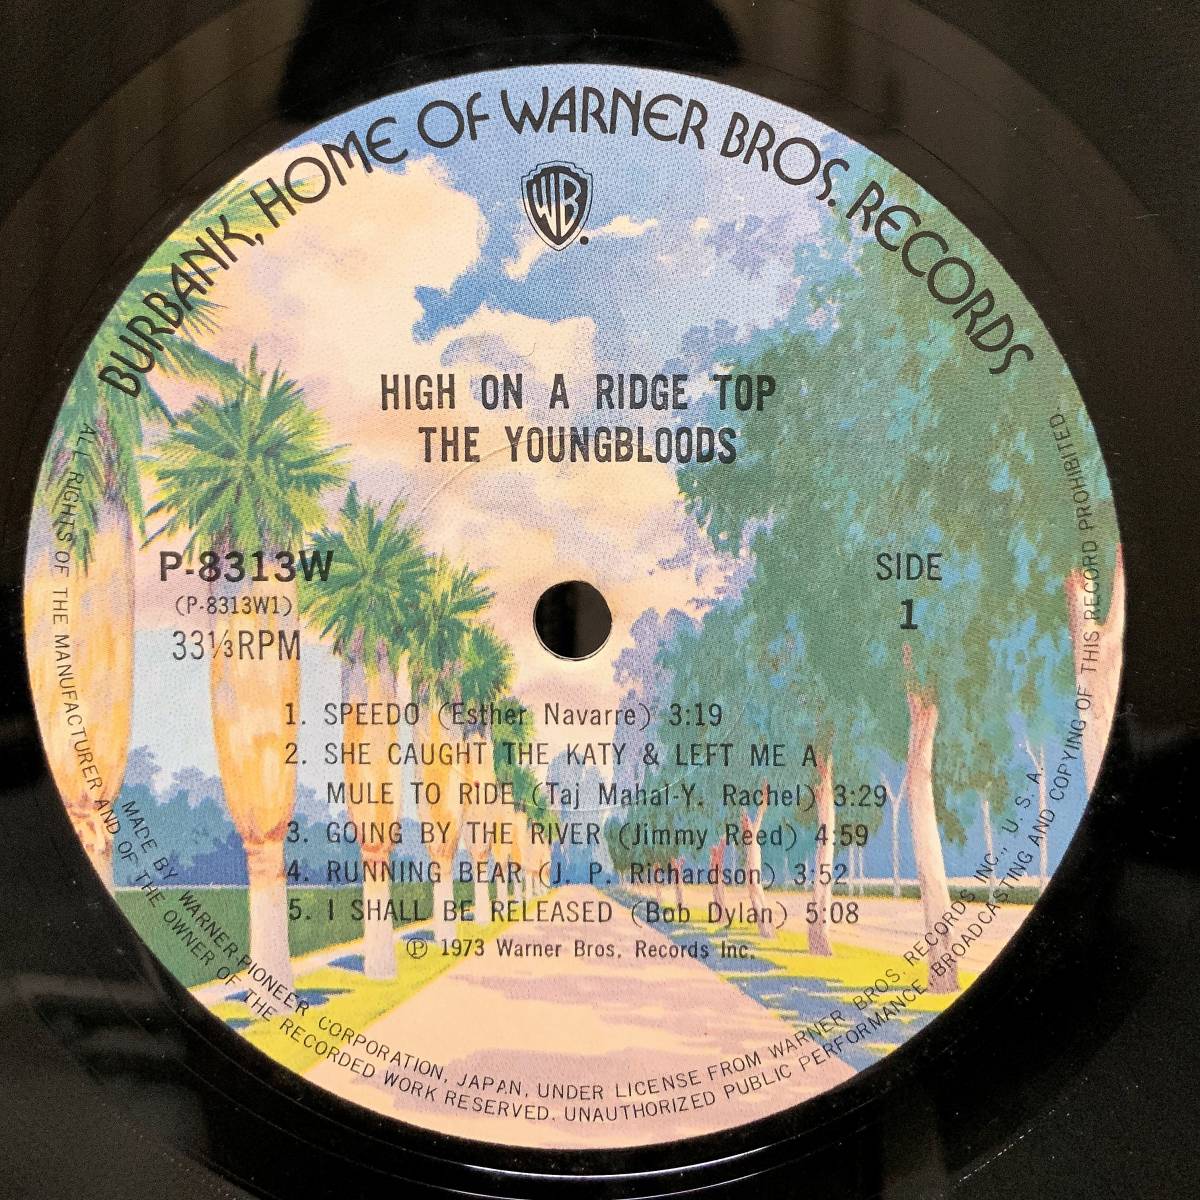 BURBANK, HOME OF WARNER BROS. RECORDS
WB
HIGH ON A RIDGE TOP
THE YOUNGBLOODS
P-8313W
(P-8313W1)
33⅓RPM
SIDE
1
1. SPEEDO (Esther Navarre) 3:19
2. SHE CAUGHT THE KATY & LEFT ME A
MULE TO RIDE (Taj Mahal-Y. Rachel) 3:29
3. GOING BY THE RIVER (Jimmy Reed) 4:59
4. RUNNING BEAR (J. P. Richardson) 3:52
5. I SHALL BE RELEASED (Bob Dylan) 5:08
Ⓟ 1973 Warner Bros. Records Inc.
MADE BY WARNER-PIONEER CORPORATION, JAPAN, UNDER LICENSE FROM WARNER BROS. RECORDS INC., U. S. A.
ALL RIGHTS OF THE MANUFACTURER AND OF THE OWNER OF THE RECORDED WORK RESERVED. UNAUTHORIZED PUBLIC PERFORMANCE, BROADCASTING AND COPYING OF THIS RECORD PROHIBITED